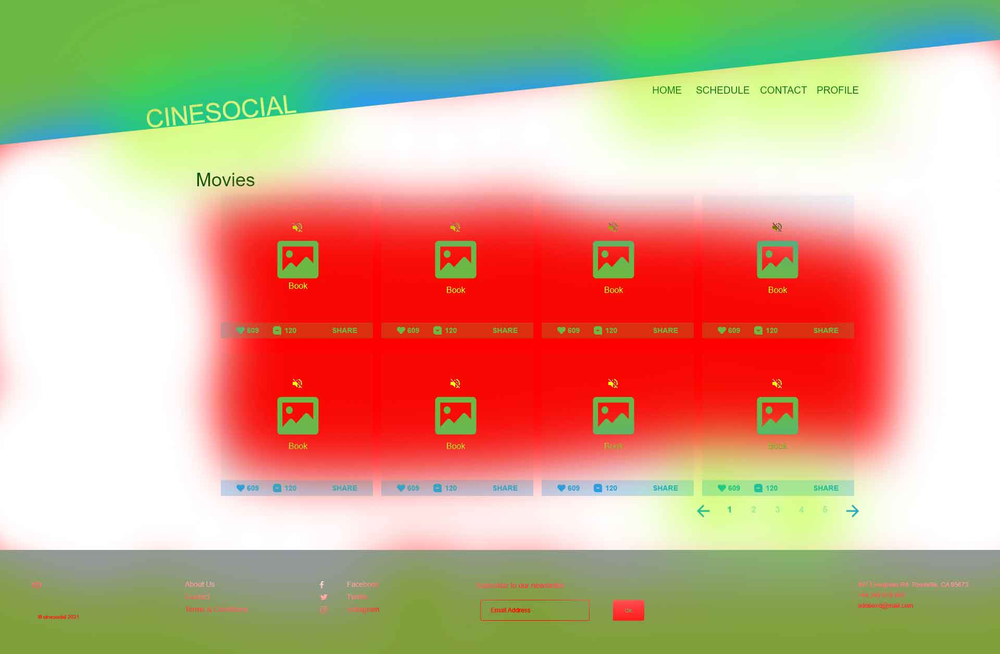 HOME SCHEDULE CONTACT PROFILE
CINESOCIAL
Movies
Book Book Book Book
609 120 SHARE 609 120 SHARE 609 120 SHARE 609 120 SHARE
Book Book Book Book
609 120 SHARE 609 120 SHARE 609 120 SHARE 609 120 SHARE
1 2 3 4 5
About Us
Contact
Terms & Conditions
© cinesocial 2021
Facebook
Twitter
Instagram
Subscribe to our newsletter
Email Address
OK
Evergreen Rd. Roseville, CA 95673
adobexd@mail.com